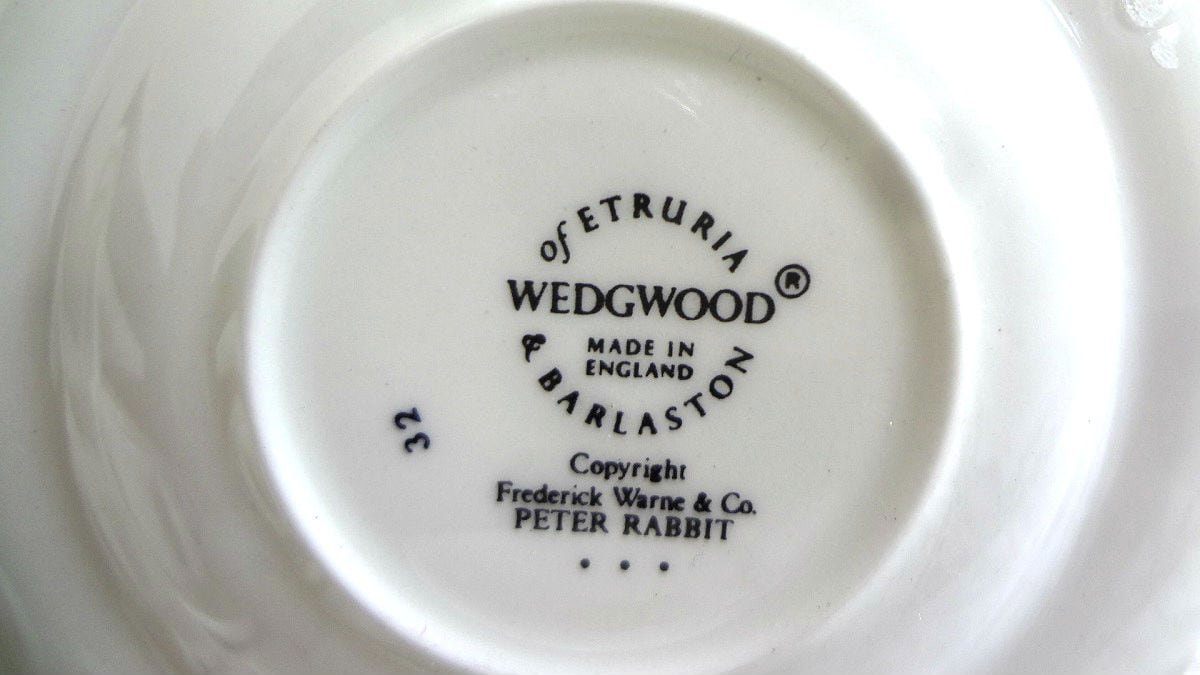 of ETRURIA
WEDGWOOD®
MADE IN
ENGLAND
& BARLASTON
32
Copyright
Frederick Warne & Co.
PETER RABBIT
. . .